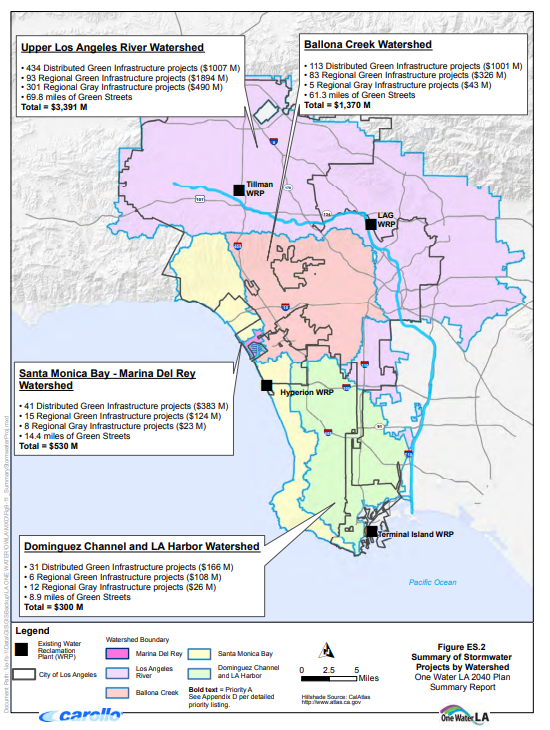 Upper Los Angeles River Watershed
• 434 Distributed Green Infrastructure projects ($1007 M)
• 93 Regional Green Infrastructure projects ($1894 M)
• 301 Regional Gray Infrastructure projects ($490 M)
• 69.8 miles of Green Streets
Total = $3,391 M
Ballona Creek Watershed
• 113 Distributed Green Infrastructure projects ($1001 M)
• 83 Regional Green Infrastructure projects ($326 M)
• 5 Regional Gray Infrastructure projects ($43 M)
• 61.3 miles of Green Streets
Total = $1,370 M
Tillman
WRP
101
LAG
WRP
Santa Monica Bay - Marina Del Rey
Watershed
• 41 Distributed Green Infrastructure projects ($383 M)
• 15 Regional Green Infrastructure projects ($124 M)
• 8 Regional Gray Infrastructure projects ($23 M)
• 14.4 miles of Green Streets
Total = $530 M
Hyperion WRP
Dominguez Channel and LA Harbor Watershed
• 31 Distributed Green Infrastructure projects ($166 M)
• 6 Regional Green Infrastructure projects ($108 M)
• 12 Regional Gray Infrastructure projects ($26 M)
• 8.9 miles of Green Streets
Total = $300 M
Terminal Island WRP
Pacific Ocean
Legend
Existing Water
Reclamation
Plant (WRP)
City of Los Angeles
Watershed Boundary
Marina Del Rey
Los Angeles
River
Ballona Creek
Santa Monica Bay
Dominguez Channel
and LA Harbor
Bold text = Priority A
See Appendix D per detailed
priority listing.
0 2.5 5
Miles
Hillshade Source: CalAtlas
http://www.atlas.ca.gov
Figure ES.2
Summary of Stormwater
Projects by Watershed
One Water LA 2040 Plan
Summary Report
carollo
One Water LA